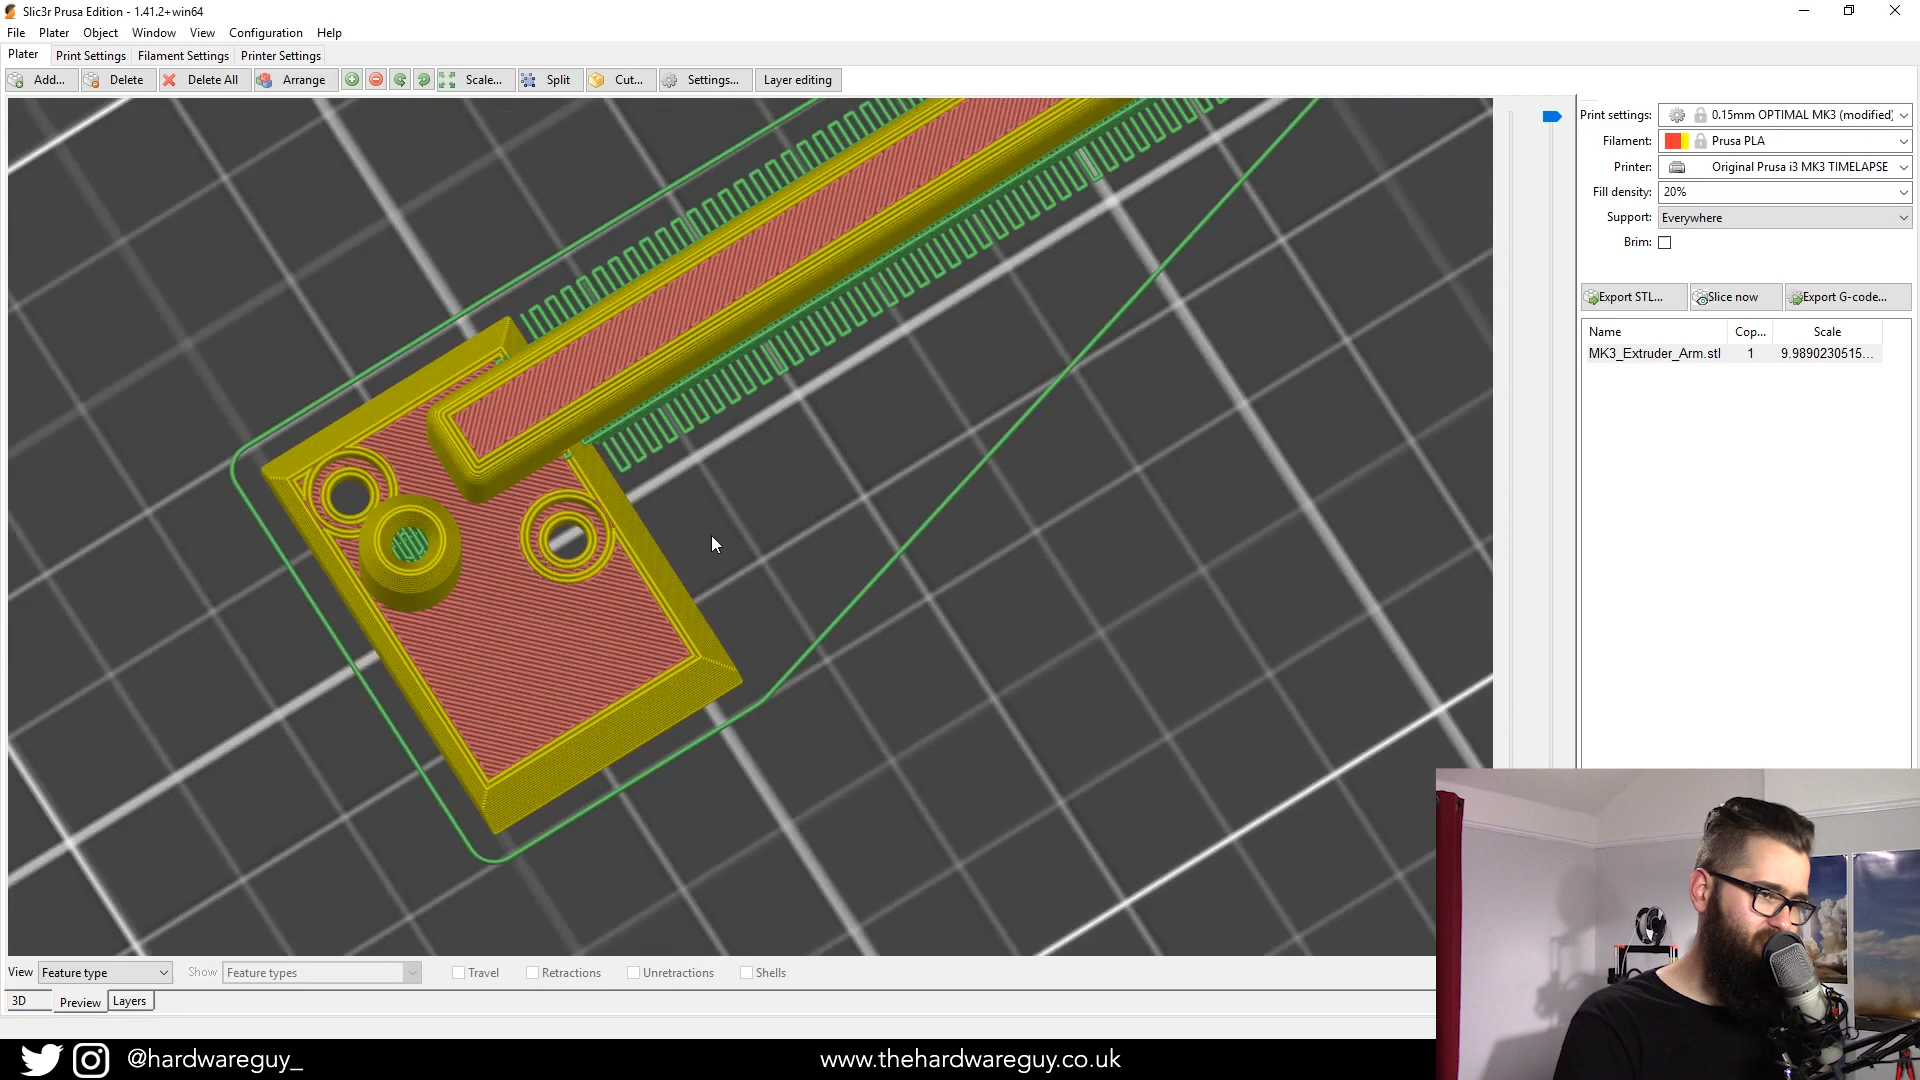 Slic3r Prusa Edition - 1.41.2+win64
File Plater Object Window View Configuration Help
Plater Print Settings Filament Settings Printer Settings
Add... Delete Delete All Arrange Scale... Split Cut... Settings... Layer editing
Print settings: 0.15mm OPTIMAL MK3 (modified)
Filament: Prusa PLA
Printer: Original Prusa i3 MK3 TIMELAPSE
Fill density: 20%
Support: Everywhere
Brim:
Export STL... Slice now Export G-code...
Name Cop... Scale
MK3_Extruder_Arm.stl 1 9.9890230515...
View Feature type Show Feature types Travel Retractions Unretractions Shells
3D Preview Layers
@hardwareguy_ www.thehardwareguy.co.uk